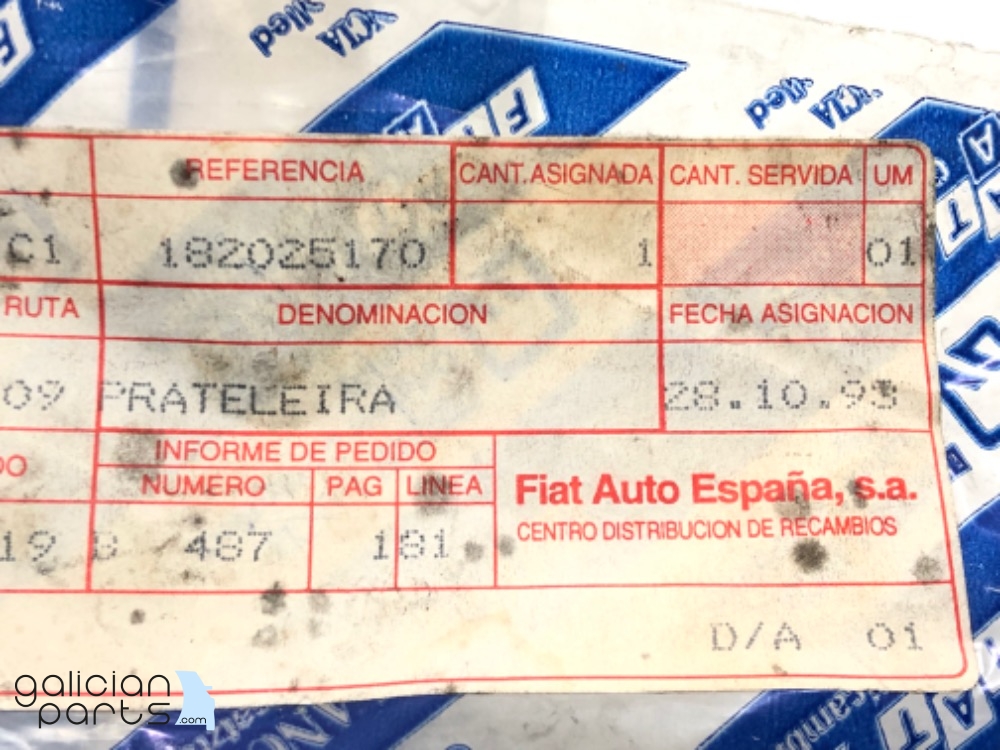 REFERENCIA CANT.ASIGNADA CANT. SERVIDA UM
C1 182025170 1 01
RUTA DENOMINACION FECHA ASIGNACION
09 PRATELEIRA 28.10.93
DO INFORME DE PEDIDO
NUMERO PAG LINEA
Fiat Auto España, s.a.
CENTRO DISTRIBUCION DE RECAMBIOS
19 B 487 181
D/A 01
galician
parts.com